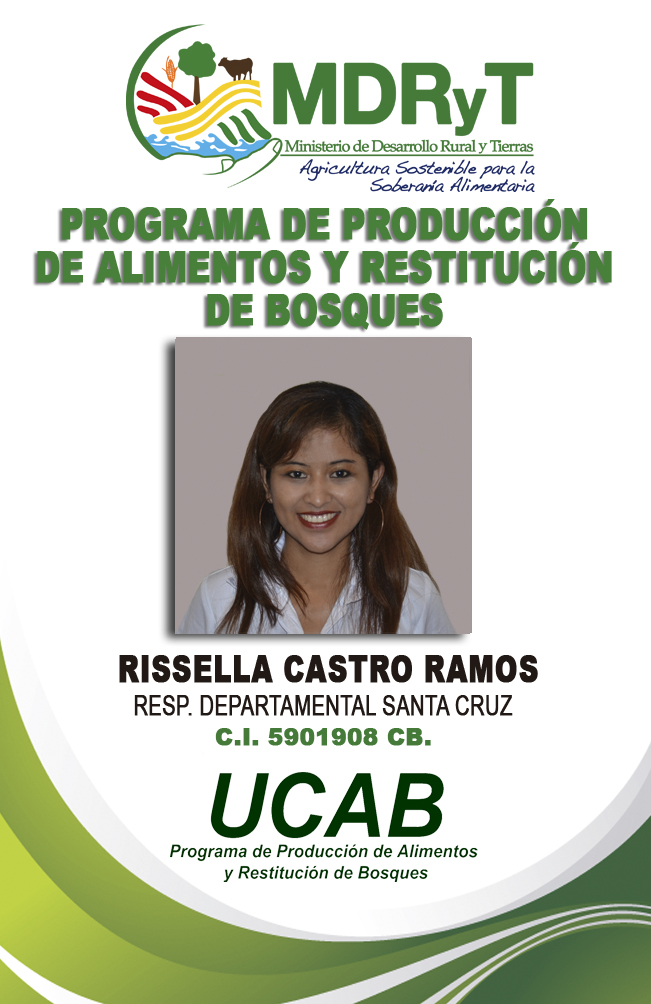 MDRyT
Ministerio de Desarrollo Rural y Tierras
Agricultura Sostenible para la
Soberanía Alimentaria
PROGRAMA DE PRODUCCIÓN
DE ALIMENTOS Y RESTITUCIÓN
DE BOSQUES
RISSELLA CASTRO RAMOS
RESP. DEPARTAMENTAL SANTA CRUZ
C.I. 5901908 CB.
UCAB
Programa de Producción de Alimentos
y Restitución de Bosques